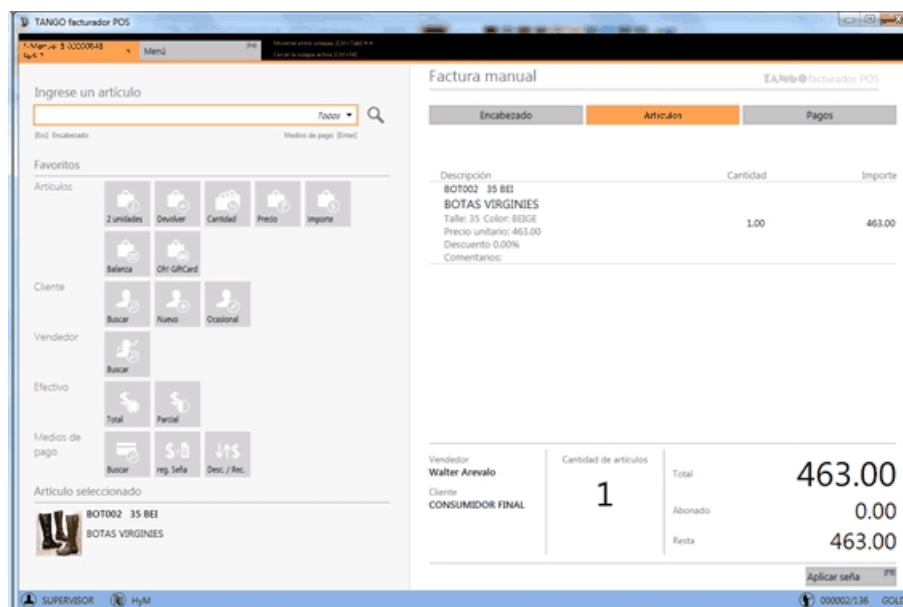 TANGO facturador POS
Menú
Factura manual
TANGO facturador POS
Ingrese un artículo
Todos
[Esc] Encabezado
Medios de pago [Enter]
Encabezado
Artículos
Pagos
Favoritos
Artículos
2 unidades
Devolver
Cantidad
Precio
Importe
Balanza
OH! GiftCard
Cliente
Buscar
Nuevo
Ocasional
Vendedor
Buscar
Efectivo
Total
Parcial
Medios de
pago
Buscar
reg. Seña
Desc. / Rec.
Artículo seleccionado
BOT002 35 BEI
BOTAS VIRGINIES
Descripción
Cantidad
Importe
BOT002 35 BEI
BOTAS VIRGINIES
Talle: 35 Color: BEIGE
Precio unitario: 463.00
Descuento 0.00%
Comentarios:
1.00
463.00
Vendedor
Walter Arevalo
Cliente
CONSUMIDOR FINAL
Cantidad de artículos
1
Total
463.00
Abonado
0.00
Resta
463.00
Aplicar seña
SUPERVISOR
HyM
000002/136